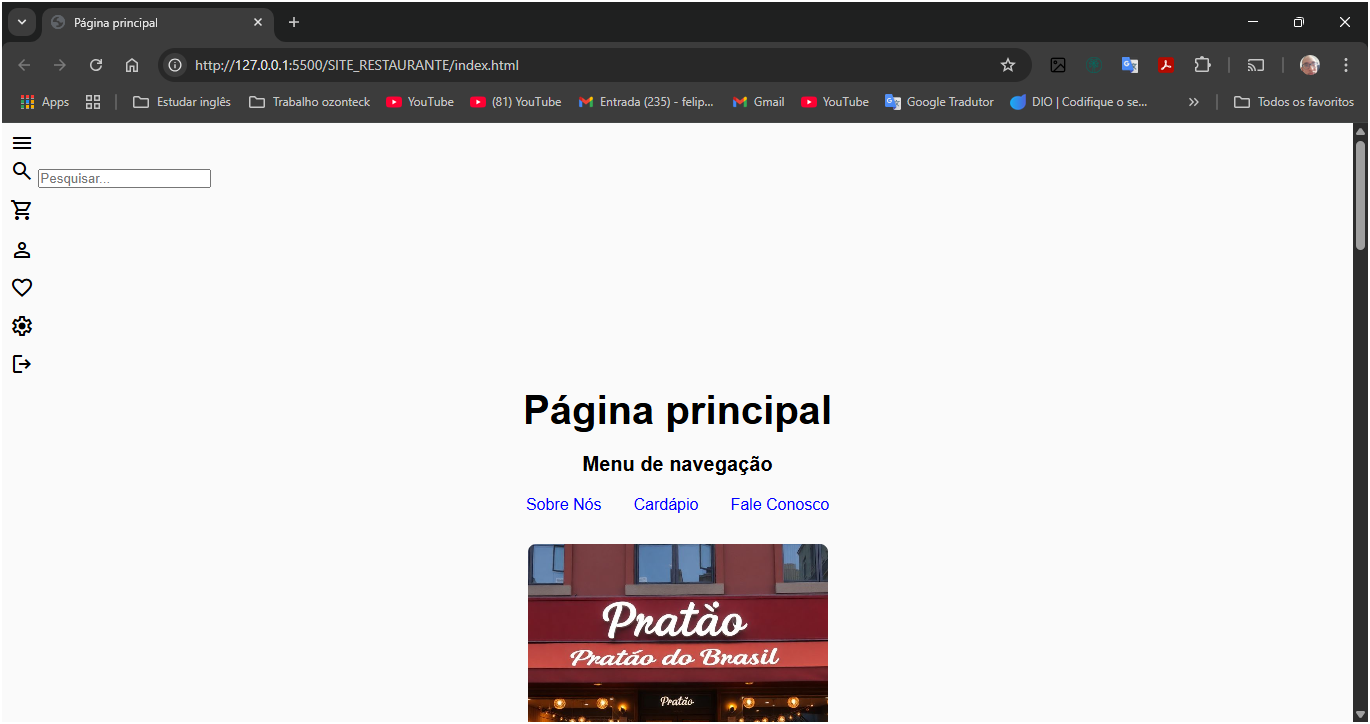 Página principal
http://127.0.0.1:5500/SITE_RESTAURANTE/index.html
Apps Estudar inglês Trabalho ozonteck YouTube (81) YouTube Entrada (235) - felip... Gmail YouTube Google Tradutor DIO | Codifique o se... » Todos os favoritos
Pesquisar...
Página principal
Menu de navegação
Sobre Nós Cardápio Fale Conosco
Pratão
Pratáo do Brasil
Pratão